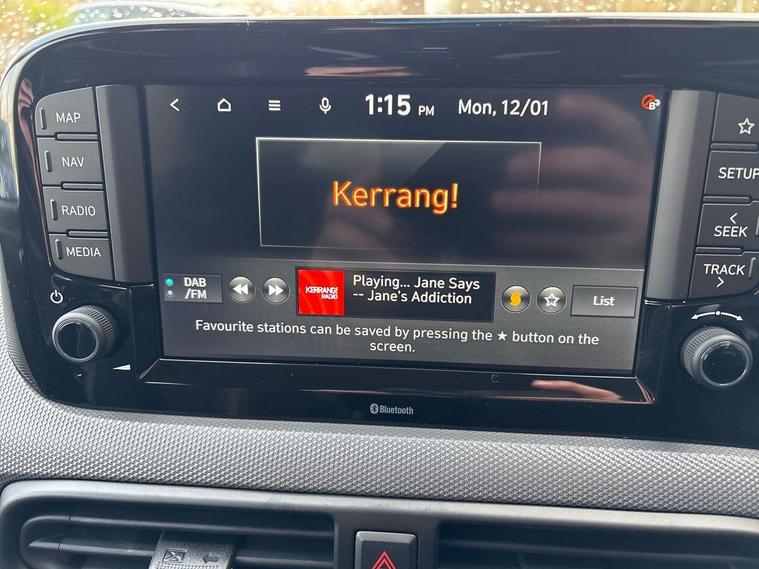 1:15 PM Mon, 12/01
MAP
NAV
RADIO
MEDIA
Kerrang!
DAB
/FM
KERRANG!
RADIO
Playing... Jane Says
-- Jane's Addiction
List
Favourite stations can be saved by pressing the ★ button on the
screen.
SETUP
SEEK
TRACK
Bluetooth